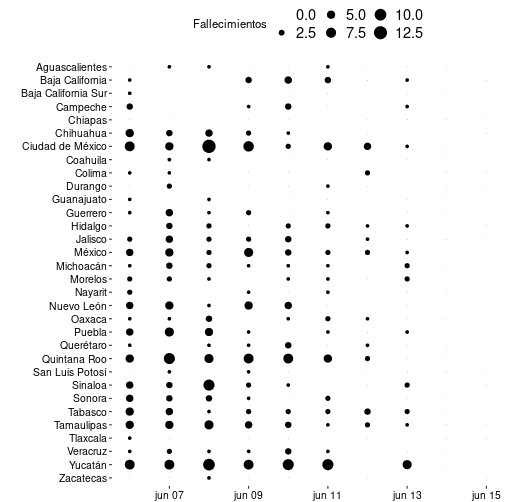 Fallecimientos
0.0 5.0 10.0
2.5 7.5 12.5
Aguascalientes
Baja California
Baja California Sur
Campeche
Chiapas
Chihuahua
Ciudad de México
Coahuila
Colima
Durango
Guanajuato
Guerrero
Hidalgo
Jalisco
México
Michoacán
Morelos
Nayarit
Nuevo León
Oaxaca
Puebla
Querétaro
Quintana Roo
San Luis Potosí
Sinaloa
Sonora
Tabasco
Tamaulipas
Tlaxcala
Veracruz
Yucatán
Zacatecas
jun 07 jun 09 jun 11 jun 13 jun 15